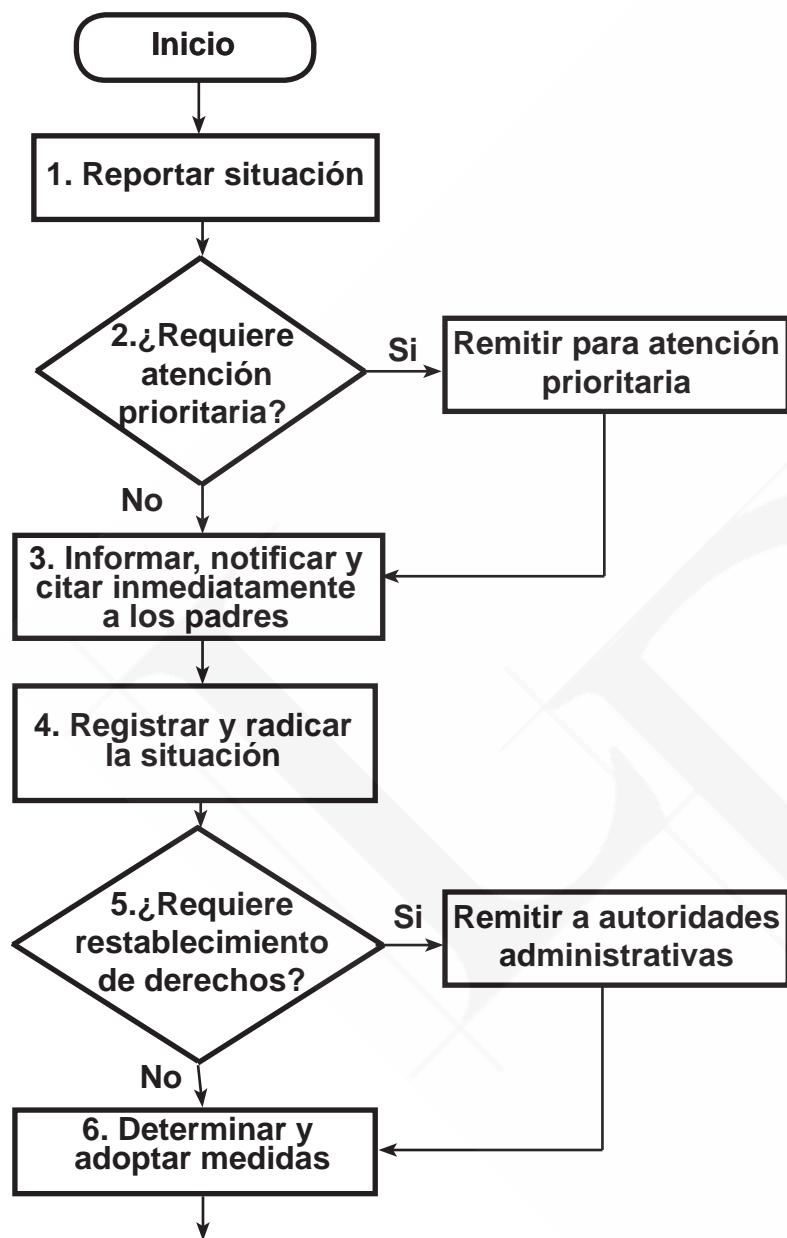 Inicio
1. Reportar situación
2.¿Requiere
atención
prioritaria?
Si
Remitir para atención
prioritaria
No
3. Informar, notificar y
citar inmediatamente
a los padres
4. Registrar y radicar
la situación
5.¿Requiere
restablecimiento
de derechos?
Si
Remitir a autoridades
administrativas
No
6. Determinar y
adoptar medidas